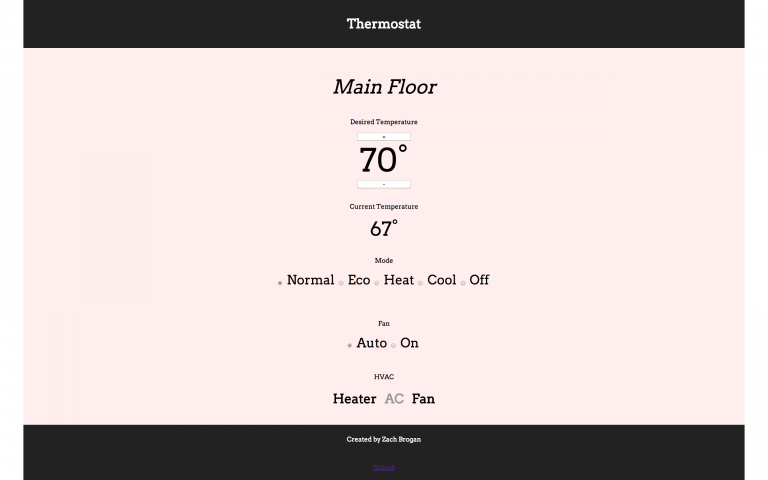 Thermostat
Main Floor
Desired Temperature
+
70°
-
Current Temperature
67°
Mode
Normal Eco Heat Cool Off
Fan
Auto On
HVAC
Heater AC Fan
Created by Zach Brogan
Github